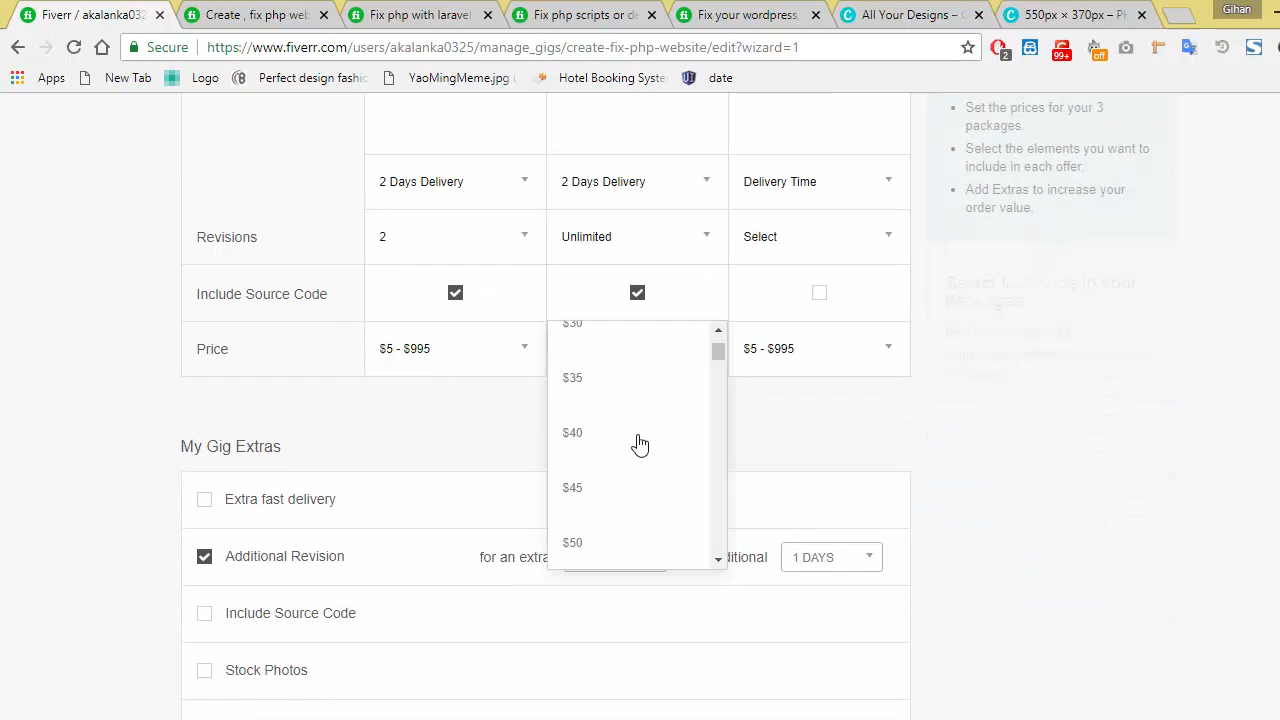 Fiverr / akalanka032
Create , fix php web
Fix php with larave
Fix php scripts or de
Fix your wordpress,
All Your Designs – C
550px × 370px – Ph
Gihan
Secure
https://www.fiverr.com/users/akalanka0325/manage_gigs/create-fix-php-website/edit?wizard=1
2
99+
off
Apps
New Tab
Logo
Perfect design fashio
YaoMingMeme.jpg
Hotel Booking Syste
date
Set the prices for your 3
packages.
Select the elements you want to
include in each offer.
Add Extras to increase your
order value.
2 Days Delivery
2 Days Delivery
Delivery Time
Revisions
2
Unlimited
Select
Include Source Code
Price
$5 - $995
$5 - $995
$30
$35
$40
$45
$50
My Gig Extras
Extra fast delivery
Additional Revision
for an extra
ditional
1 DAYS
Include Source Code
Stock Photos